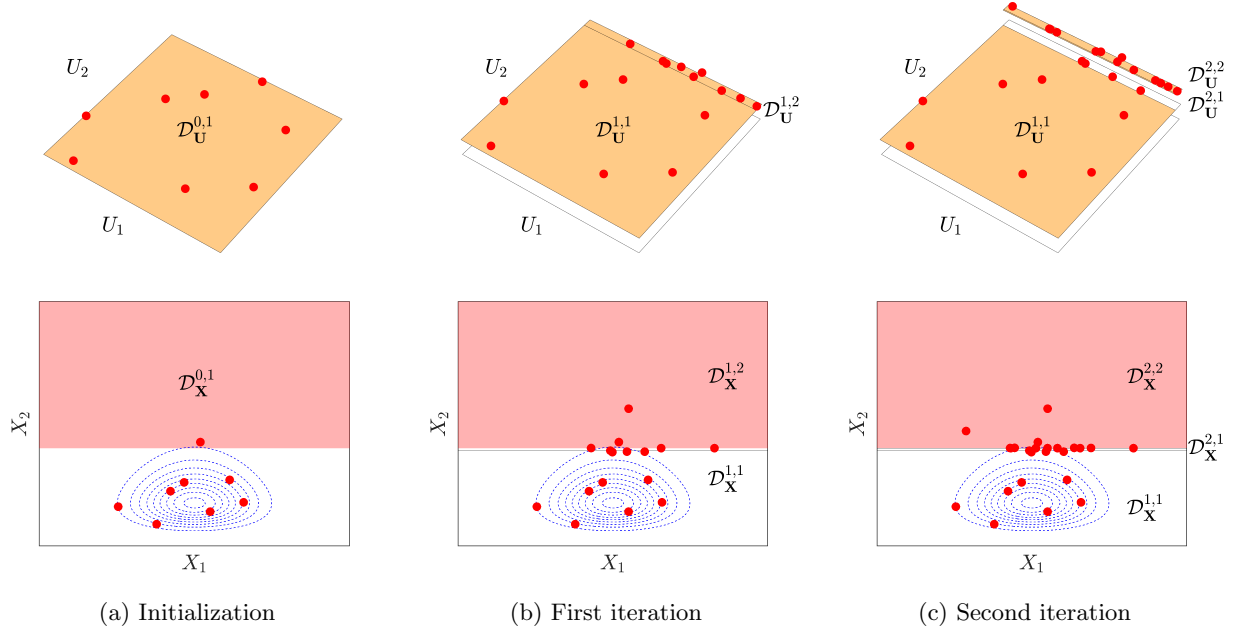 U₂
𝒟_𝐔^{0,1}
U₁
U₂
𝒟_𝐔^{1,2}
𝒟_𝐔^{1,1}
U₁
U₂
𝒟_𝐔^{2,2}
𝒟_𝐔^{2,1}
𝒟_𝐔^{1,1}
U₁
X₂
𝒟_𝐗^{0,1}
X₁
X₂
𝒟_𝐗^{1,2}
𝒟_𝐗^{1,1}
X₁
X₂
𝒟_𝐗^{2,2}
𝒟_𝐗^{2,1}
𝒟_𝐗^{1,1}
X₁
(a) Initialization
(b) First iteration
(c) Second iteration